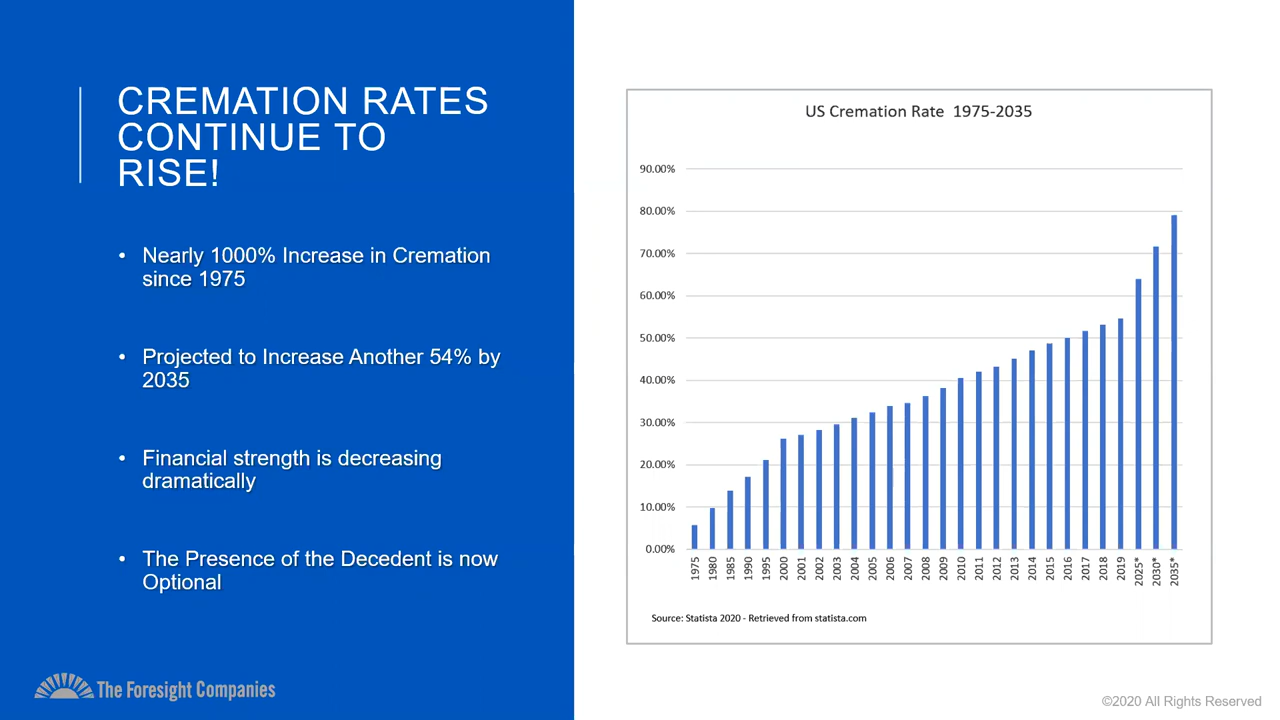 CREMATION RATES
CONTINUE TO
RISE!
• Nearly 1000% Increase in Cremation
since 1975
• Projected to Increase Another 54% by
2035
• Financial strength is decreasing
dramatically
• The Presence of the Decedent is now
Optional
The Foresight Companies
US Cremation Rate 1975-2035
90.00%
80.00%
70.00%
60.00%
50.00%
40.00%
30.00%
20.00%
10.00%
0.00%
1975
1980
1985
1990
1995
2000
2001
2002
2003
2004
2005
2006
2007
2008
2009
2010
2011
2012
2013
2014
2015
2016
2017
2018
2019
2025*
2030*
2035*
Source: Statista 2020 - Retrieved from statista.com
©2020 All Rights Reserved